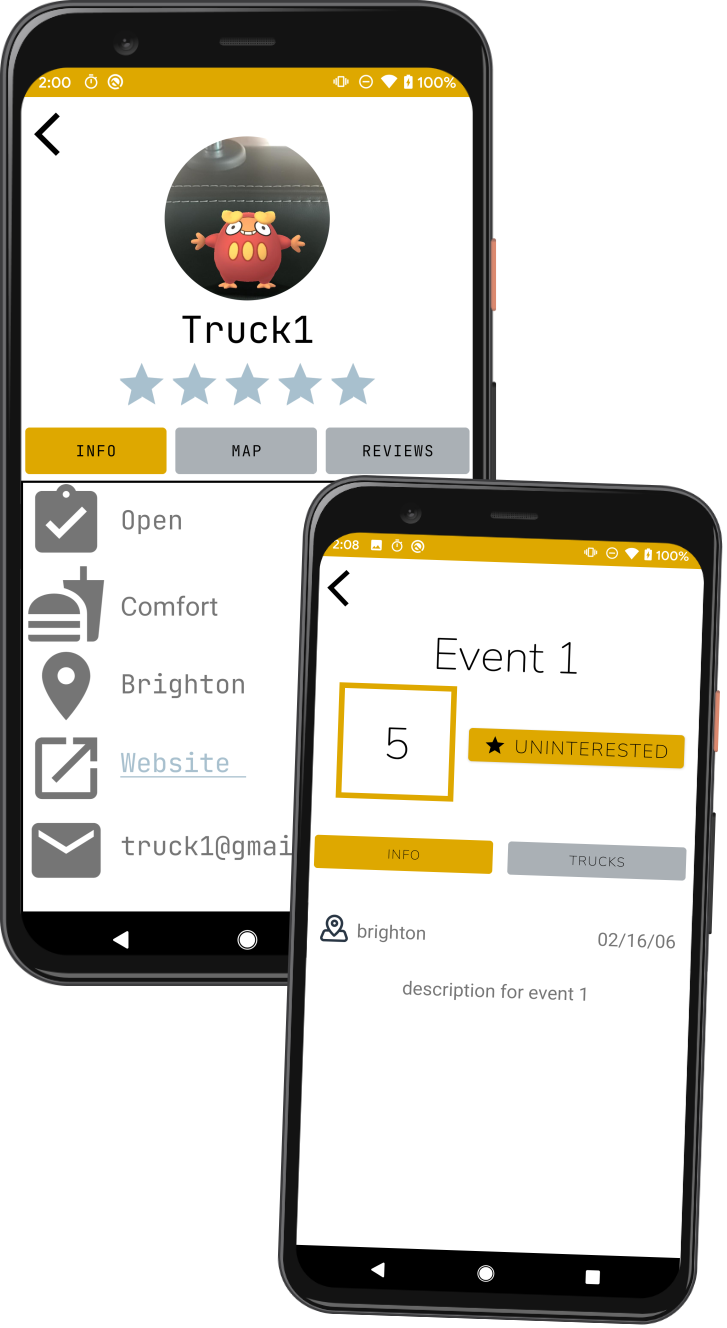 2:00 100%
Truck1
INFO MAP REVIEWS
Open
Comfort
Brighton
Website
truck1@gmai
2:08 100%
Event 1
5 UNINTERESTED
INFO TRUCKS
brighton 02/16/06
description for event 1